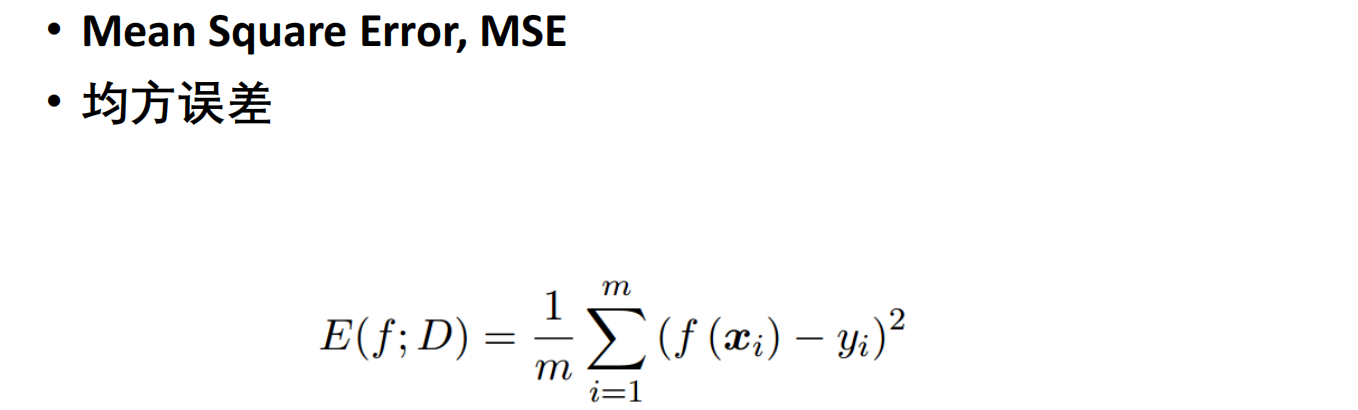 • Mean Square Error, MSE
• 均方误差
$E(f; D) = \frac{1}{m} \sum_{i=1}^{m} (f(\boldsymbol{x}_i) - y_i)^2$